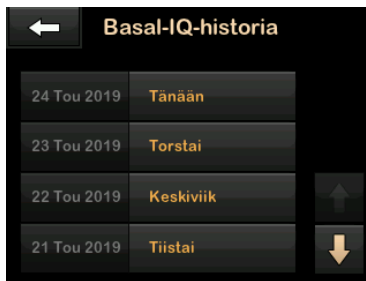 Basal-IQ-historia
24 Tou 2019 Tänään
23 Tou 2019 Torstai
22 Tou 2019 Keskiviik
21 Tou 2019 Tiistai